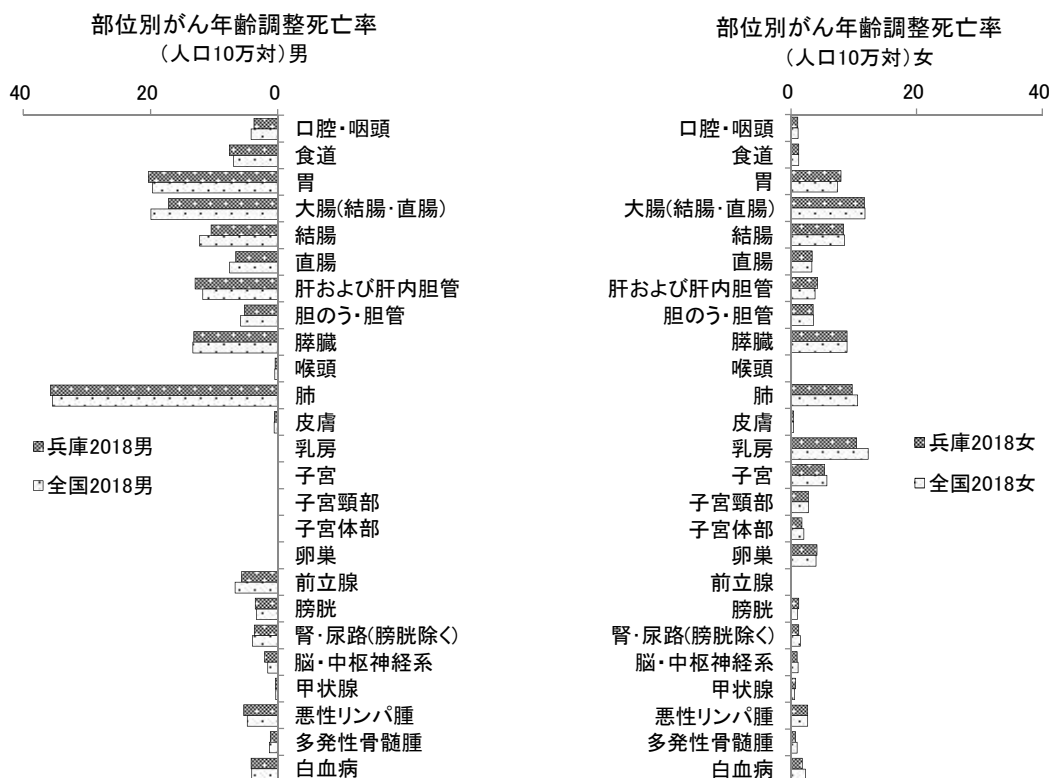 部位別がん年齢調整死亡率
（人口10万対）男
40 20 0
口腔・咽頭
食道
胃
大腸(結腸・直腸)
結腸
直腸
肝および肝内胆管
胆のう・胆管
膵臓
喉頭
肺
皮膚
乳房
子宮
子宮頸部
子宮体部
卵巣
前立腺
膀胱
腎・尿路(膀胱除く)
脳・中枢神経系
甲状腺
悪性リンパ腫
多発性骨髄腫
白血病
兵庫2018男
全国2018男
部位別がん年齢調整死亡率
（人口10万対）女
0 20 40
口腔・咽頭
食道
胃
大腸(結腸・直腸)
結腸
直腸
肝および肝内胆管
胆のう・胆管
膵臓
喉頭
肺
皮膚
乳房
子宮
子宮頸部
子宮体部
卵巣
前立腺
膀胱
腎・尿路(膀胱除く)
脳・中枢神経系
甲状腺
悪性リンパ腫
多発性骨髄腫
白血病
兵庫2018女
全国2018女